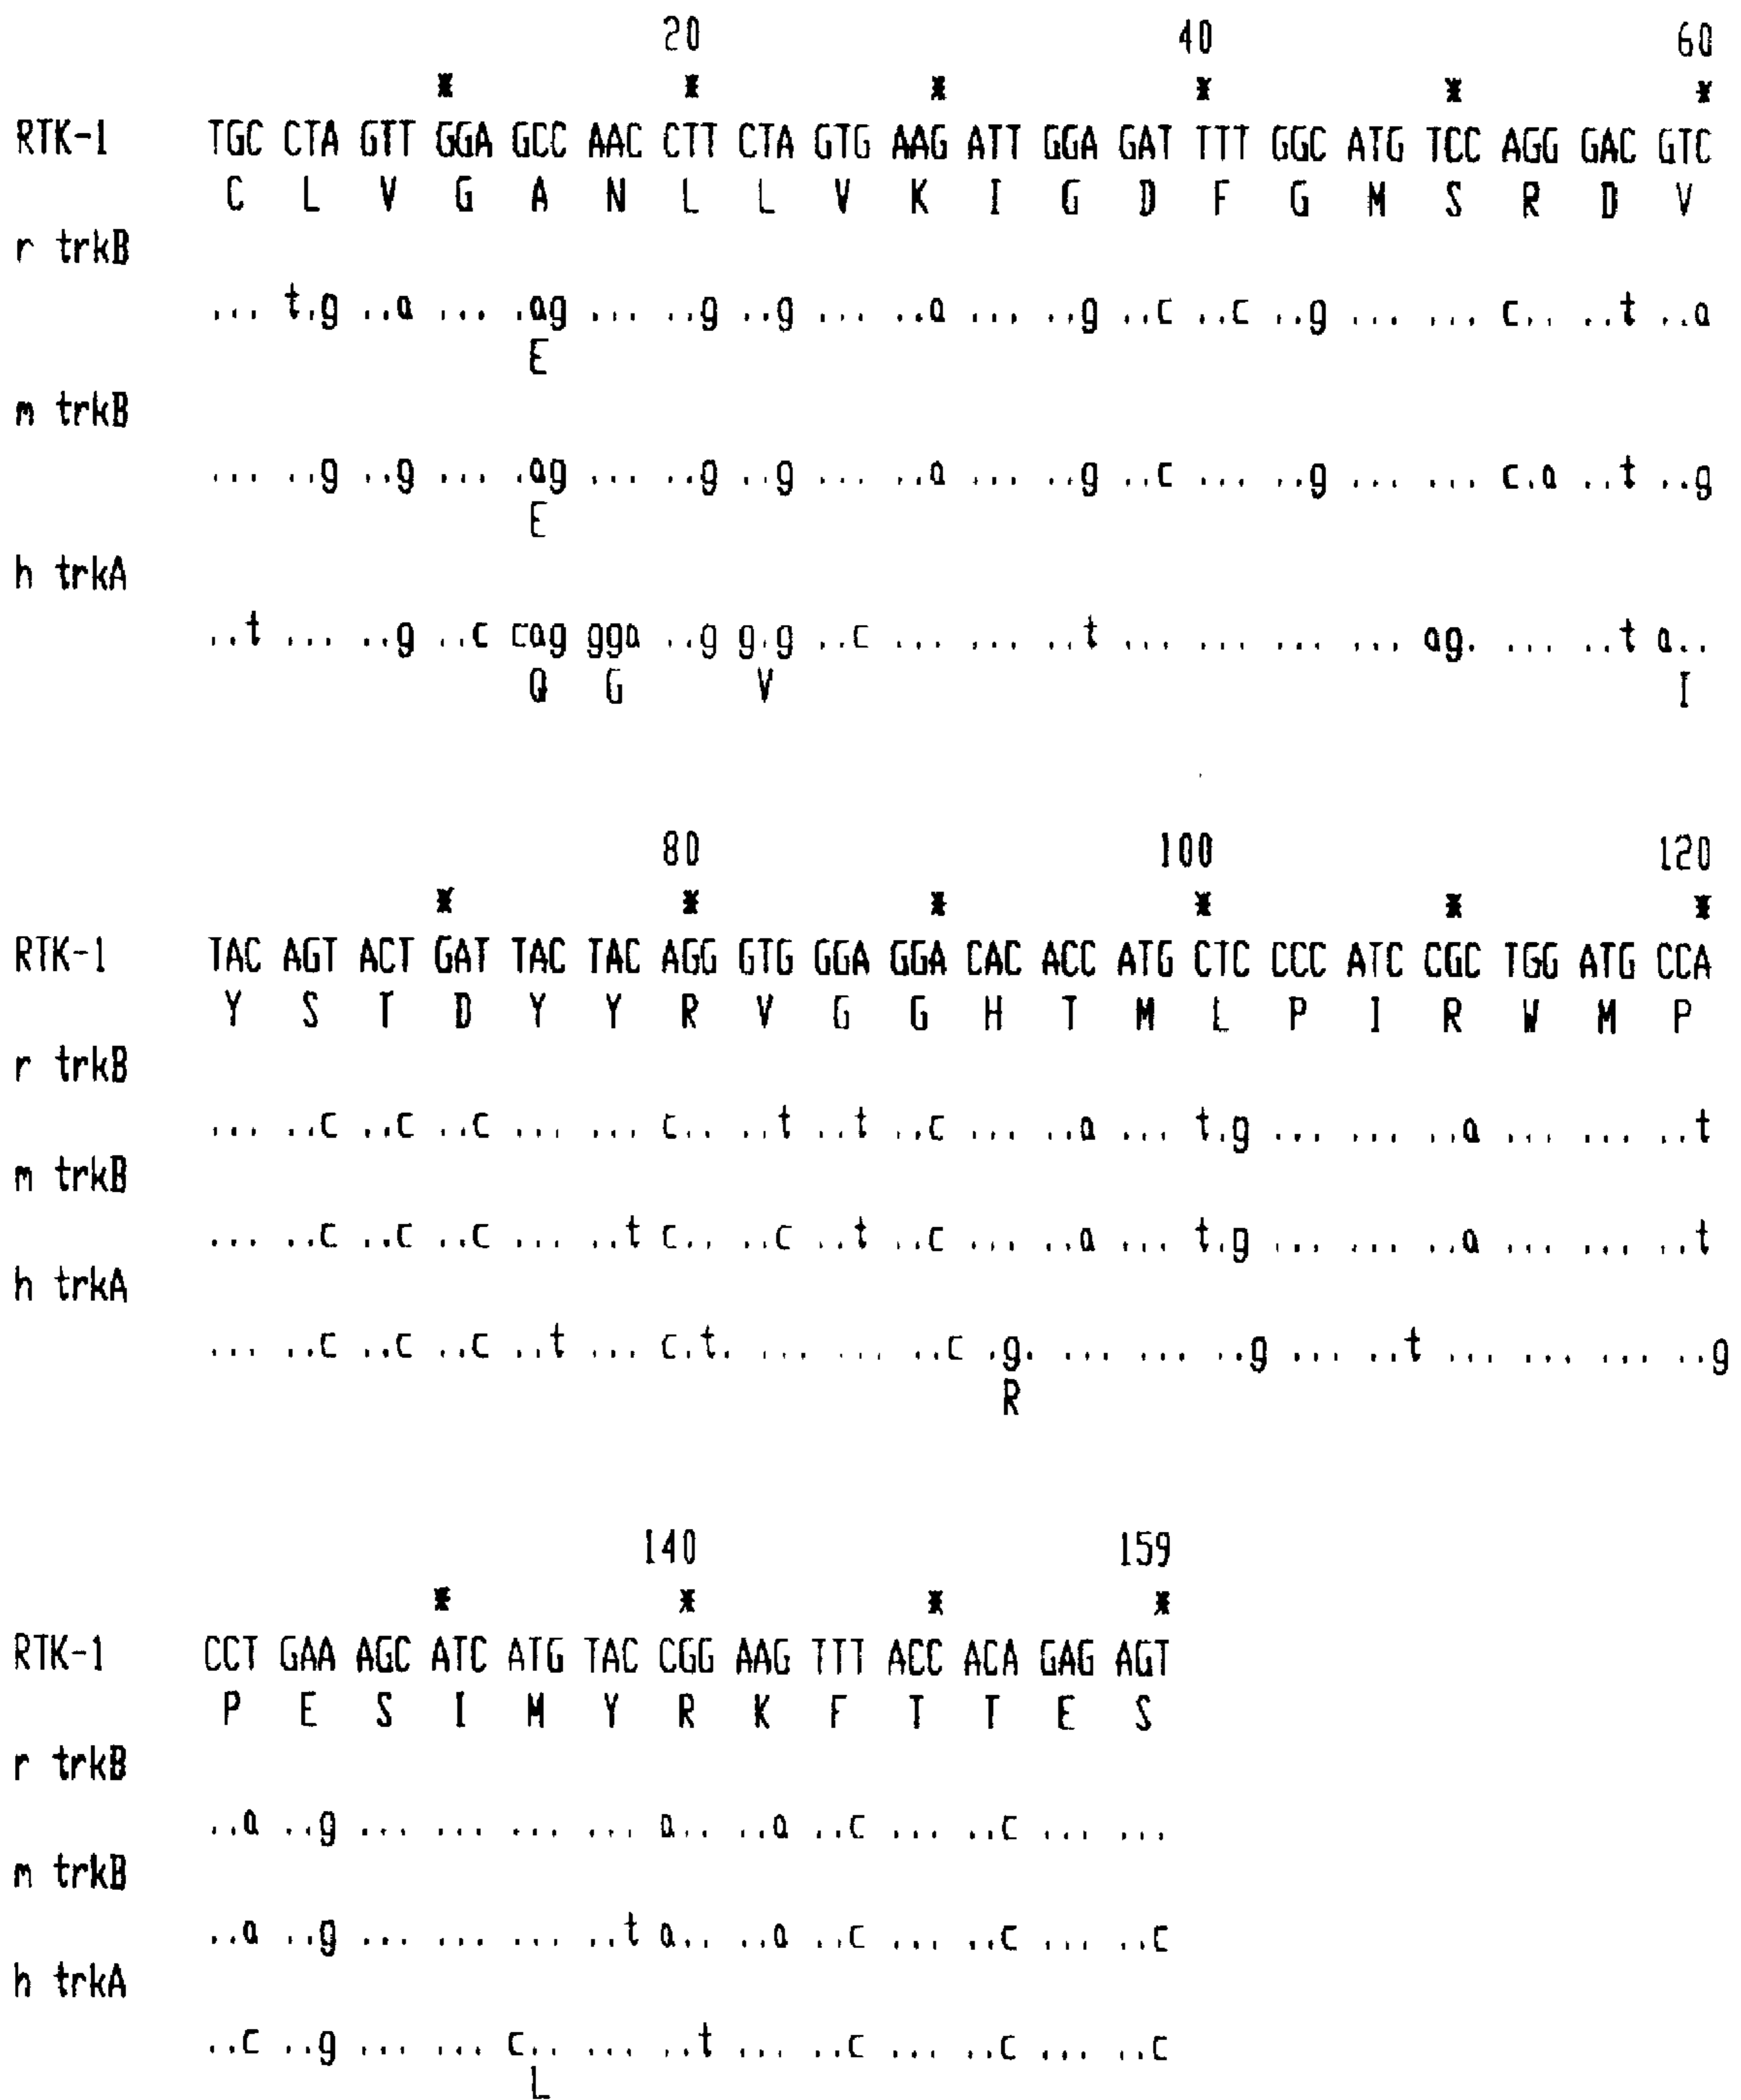 20 40 60
* * * * * *
RTK-1 TGC CTA GTT GGA GCC AAC CTT CTA GTG AAG ATT GGA GAT TTT GGC ATG TCC AGG GAC GTC
C L V G A N L L V K I G D F G M S R D V
r trkB
... t.g ..a ... .ag ... ..g ..g ... ..a ... ..g ..c ..c ..g ... ... c.. ..t ..a
E
m trkB
... ..g ..g ... .ag ... ..g ..g ... ..a ... ..g ..c ... ..g ... ... c.a ..t ..g
E
h trkA
..t ... ..g ..c cag gga ..g g.g ..c ... ... ..t ... ... ... ... ag. ... ..t a..
Q G V I
80 100 120
* * * * * *
RTK-1 TAC AGT ACT GAT TAC TAC AGG GTG GGA GGA CAC ACC ATG CTC CCC ATC CGC TGG ATG CCA
Y S T D Y Y R V G G H T M L P I R W M P
r trkB
... ..c ..c ..c ... ... c.. ..t ..t ..c ... ..a ... t.g ... ... ..a ... ... ..t
m trkB
... ..c ..c ..c ... ..t c.. ..c ..t ..c ... ..a ... t.g ... ... ..a ... ... ..t
h trkA
... ..c ..c ..c ..t ... c.t. ... ... ..c .g. ... ... ..g ... ..t ... ... ... ..g
R
140 159
* * * *
RTK-1 CCT GAA AGC ATC ATG TAC CGG AAG TTT ACC ACA GAG AGT
P E S I M Y R K F T T E S
r trkB
..a ..g ... ... ... ... a.. ..a ..c ... ..c ... ...
m trkB
..a ..g ... ... ... ..t a.. ..a ..c ... ..c ... ..c
h trkA
..c ..g ... ... c.. ... ..t ... ..c ... ..c ... ..c
L